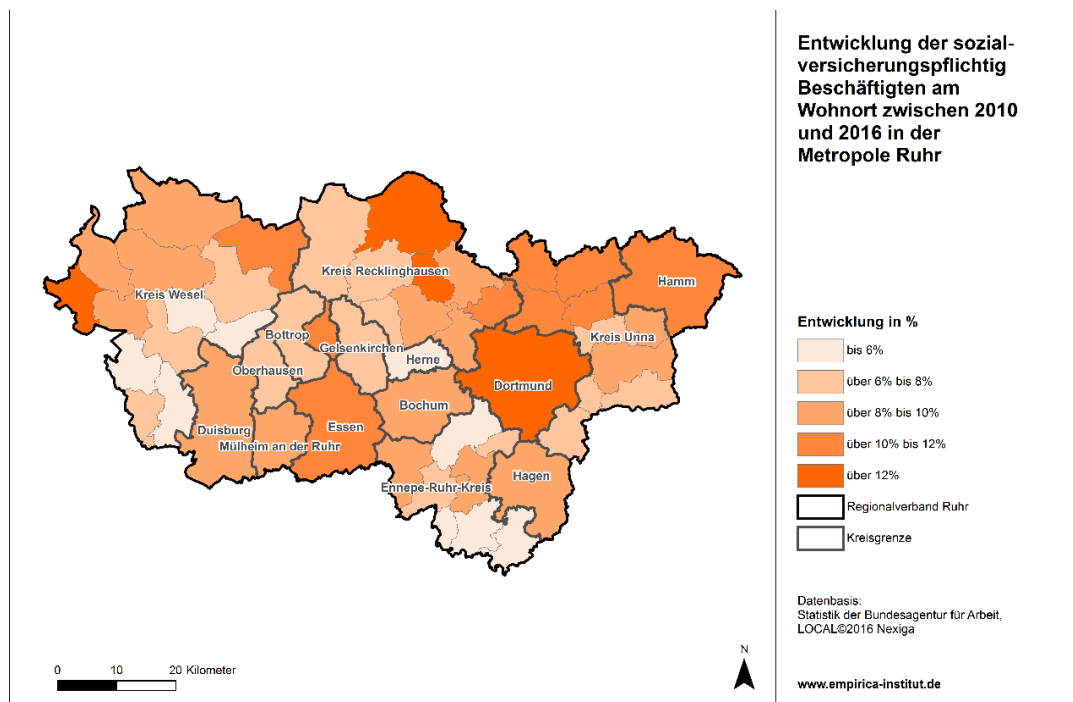 Entwicklung der sozial-
versicherungspflichtig
Beschäftigten am
Wohnort zwischen 2010
und 2016 in der
Metropole Ruhr
Kreis Recklinghausen
Hamm
Kreis Wesel
Bottrop
Gelsenkirchen
Herne
Kreis Unna
Oberhausen
Dortmund
Bochum
Duisburg
Essen
Mülheim an der Ruhr
Hagen
Ennepe-Ruhr-Kreis
Entwicklung in %
bis 6%
über 6% bis 8%
über 8% bis 10%
über 10% bis 12%
über 12%
Regionalverband Ruhr
Kreisgrenze
Datenbasis:
Statistik der Bundesagentur für Arbeit,
LOCAL©2016 Nexiga
www.empirica-institut.de
N
0 10 20 Kilometer